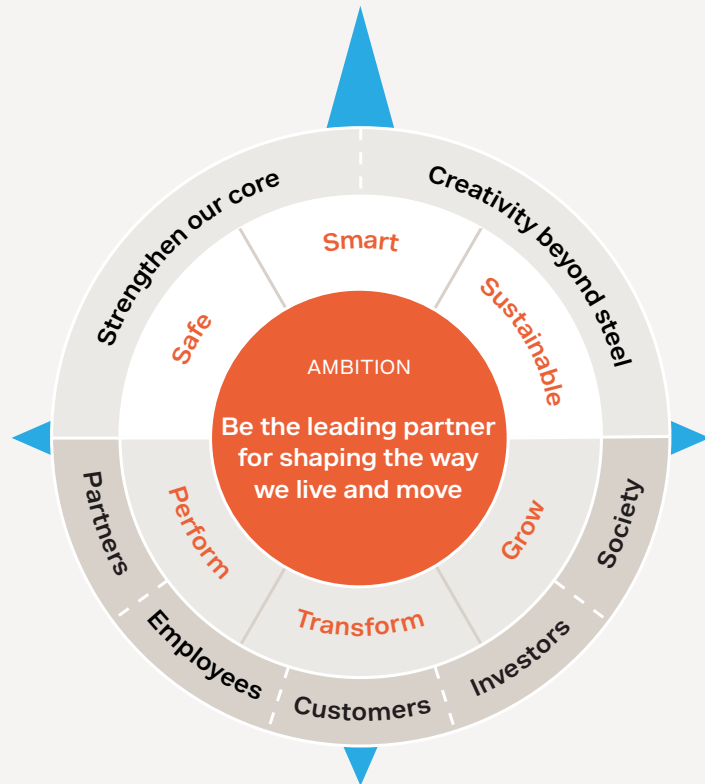 Strengthen our core
Creativity beyond steel
Safe
Smart
Sustainable
AMBITION
Be the leading partner
for shaping the way
we live and move
Perform
Transform
Grow
Partners
Employees
Customers
Investors
Society